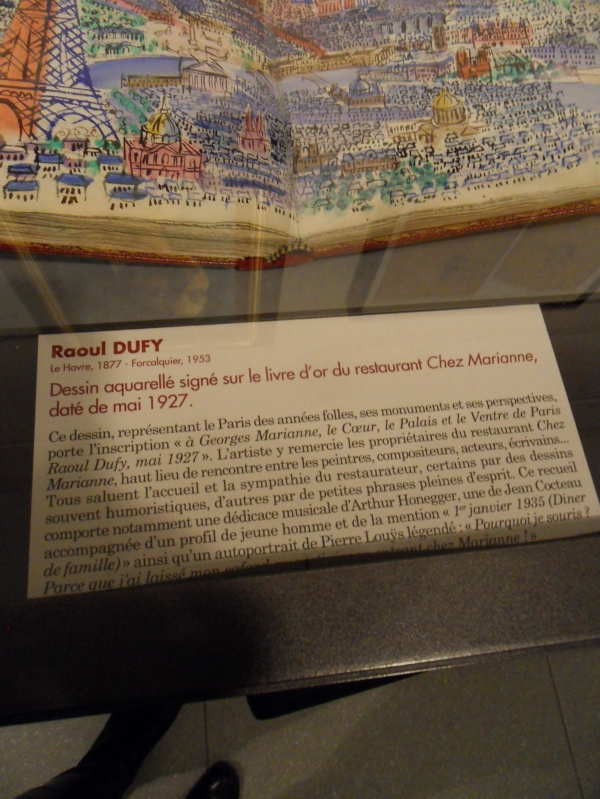 Raoul DUFY
Le Havre, 1877 - Forcalquier, 1953
Dessin aquarellé signé sur le livre d'or du restaurant Chez Marianne,
daté de mai 1927.
Ce dessin, représentant le Paris des années folles, ses monuments et ses perspectives,
porte l'inscription « à Georges Marianne, le Cœur, le Palais et le Ventre de Paris
Raoul Dufy, mai 1927 ». L'artiste y remercie les propriétaires du restaurant Chez
Marianne, haut lieu de rencontre entre les peintres, compositeurs, acteurs, écrivains...
Tous saluent l'accueil et la sympathie du restaurateur, certains par des dessins
souvent humoristiques, d'autres par de petites phrases pleines d'esprit. Ce recueil
comporte notamment une dédicace musicale d'Arthur Honegger, une de Jean Cocteau
accompagnée d'un profil de jeune homme et de la mention « 1er janvier 1935 (Diner
de famille) » ainsi qu'un autoportrait de Pierre Louÿs légendé : « Pourquoi je souris ?
Parce que j'ai laissé mon chez Marianne ! »